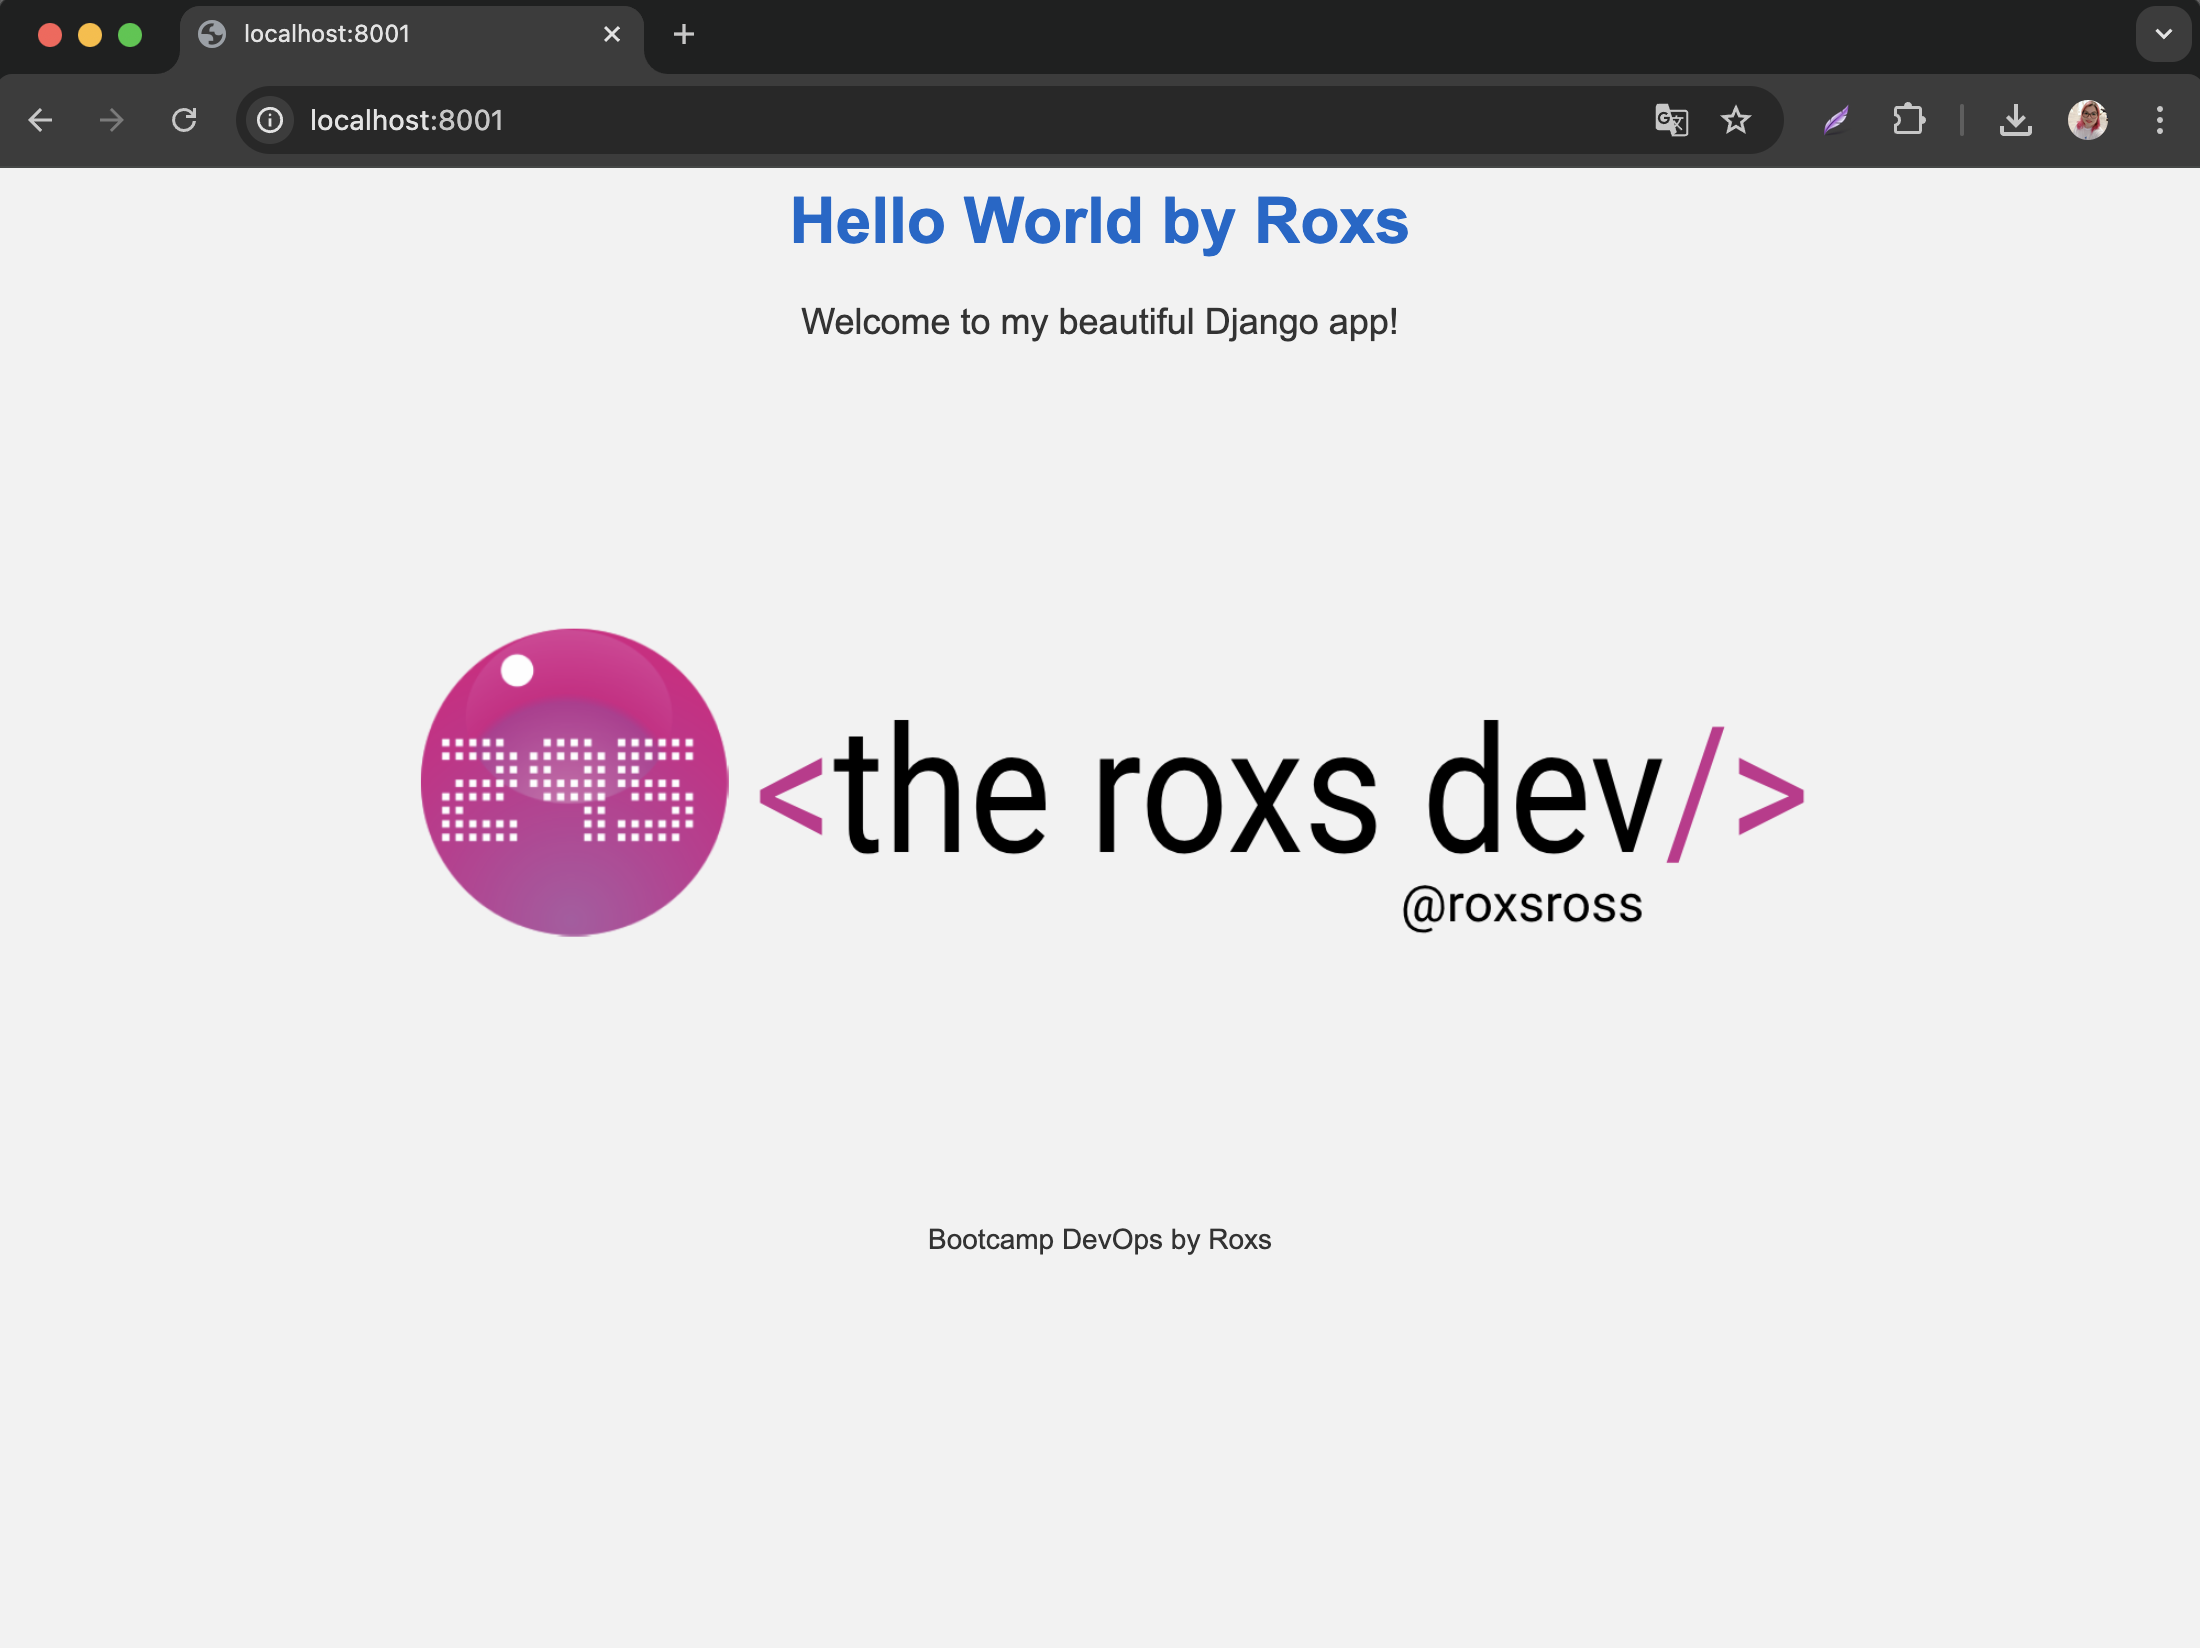 localhost:8001
localhost:8001
Hello World by Roxs
Welcome to my beautiful Django app!
295
<the roxs dev/>
@roxsross
Bootcamp DevOps by Roxs